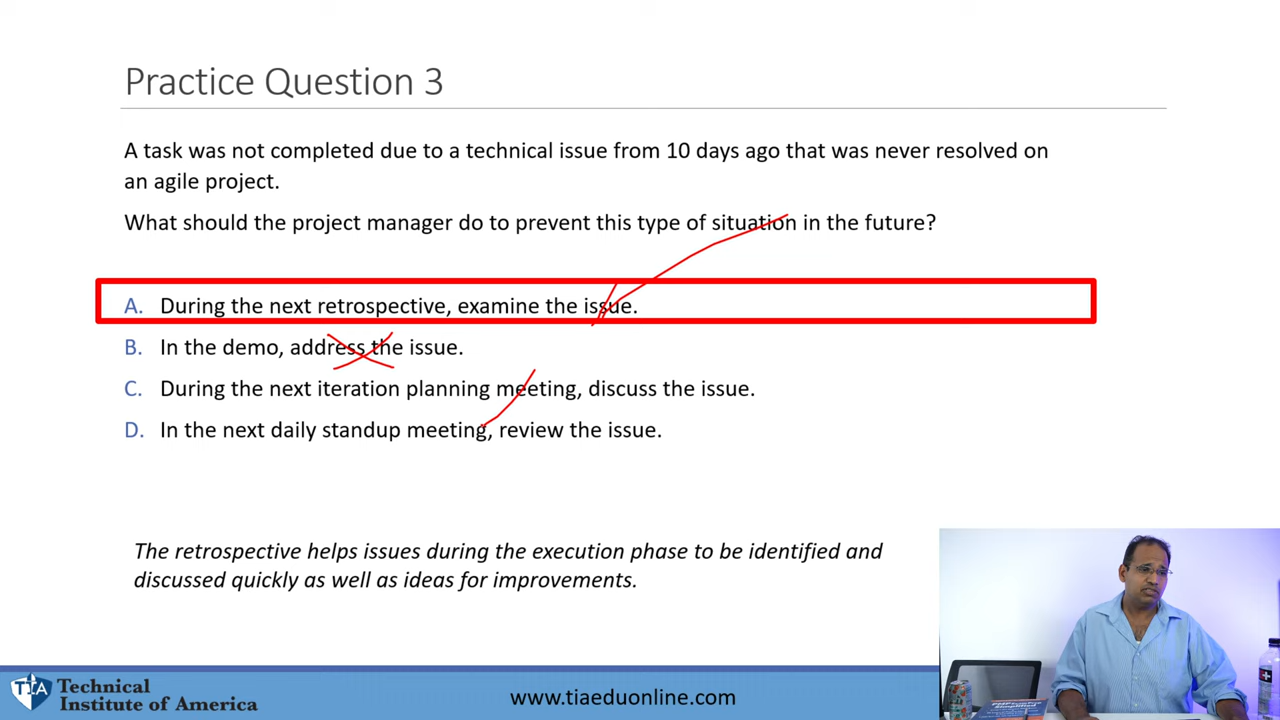 Practice Question 3
A task was not completed due to a technical issue from 10 days ago that was never resolved on
an agile project.
What should the project manager do to prevent this type of situation in the future?
A. During the next retrospective, examine the issue.
B. In the demo, address the issue.
C. During the next iteration planning meeting, discuss the issue.
D. In the next daily standup meeting, review the issue.
The retrospective helps issues during the execution phase to be identified and
discussed quickly as well as ideas for improvements.
TIA
Technical
Institute of America
www.tiaeduonline.com